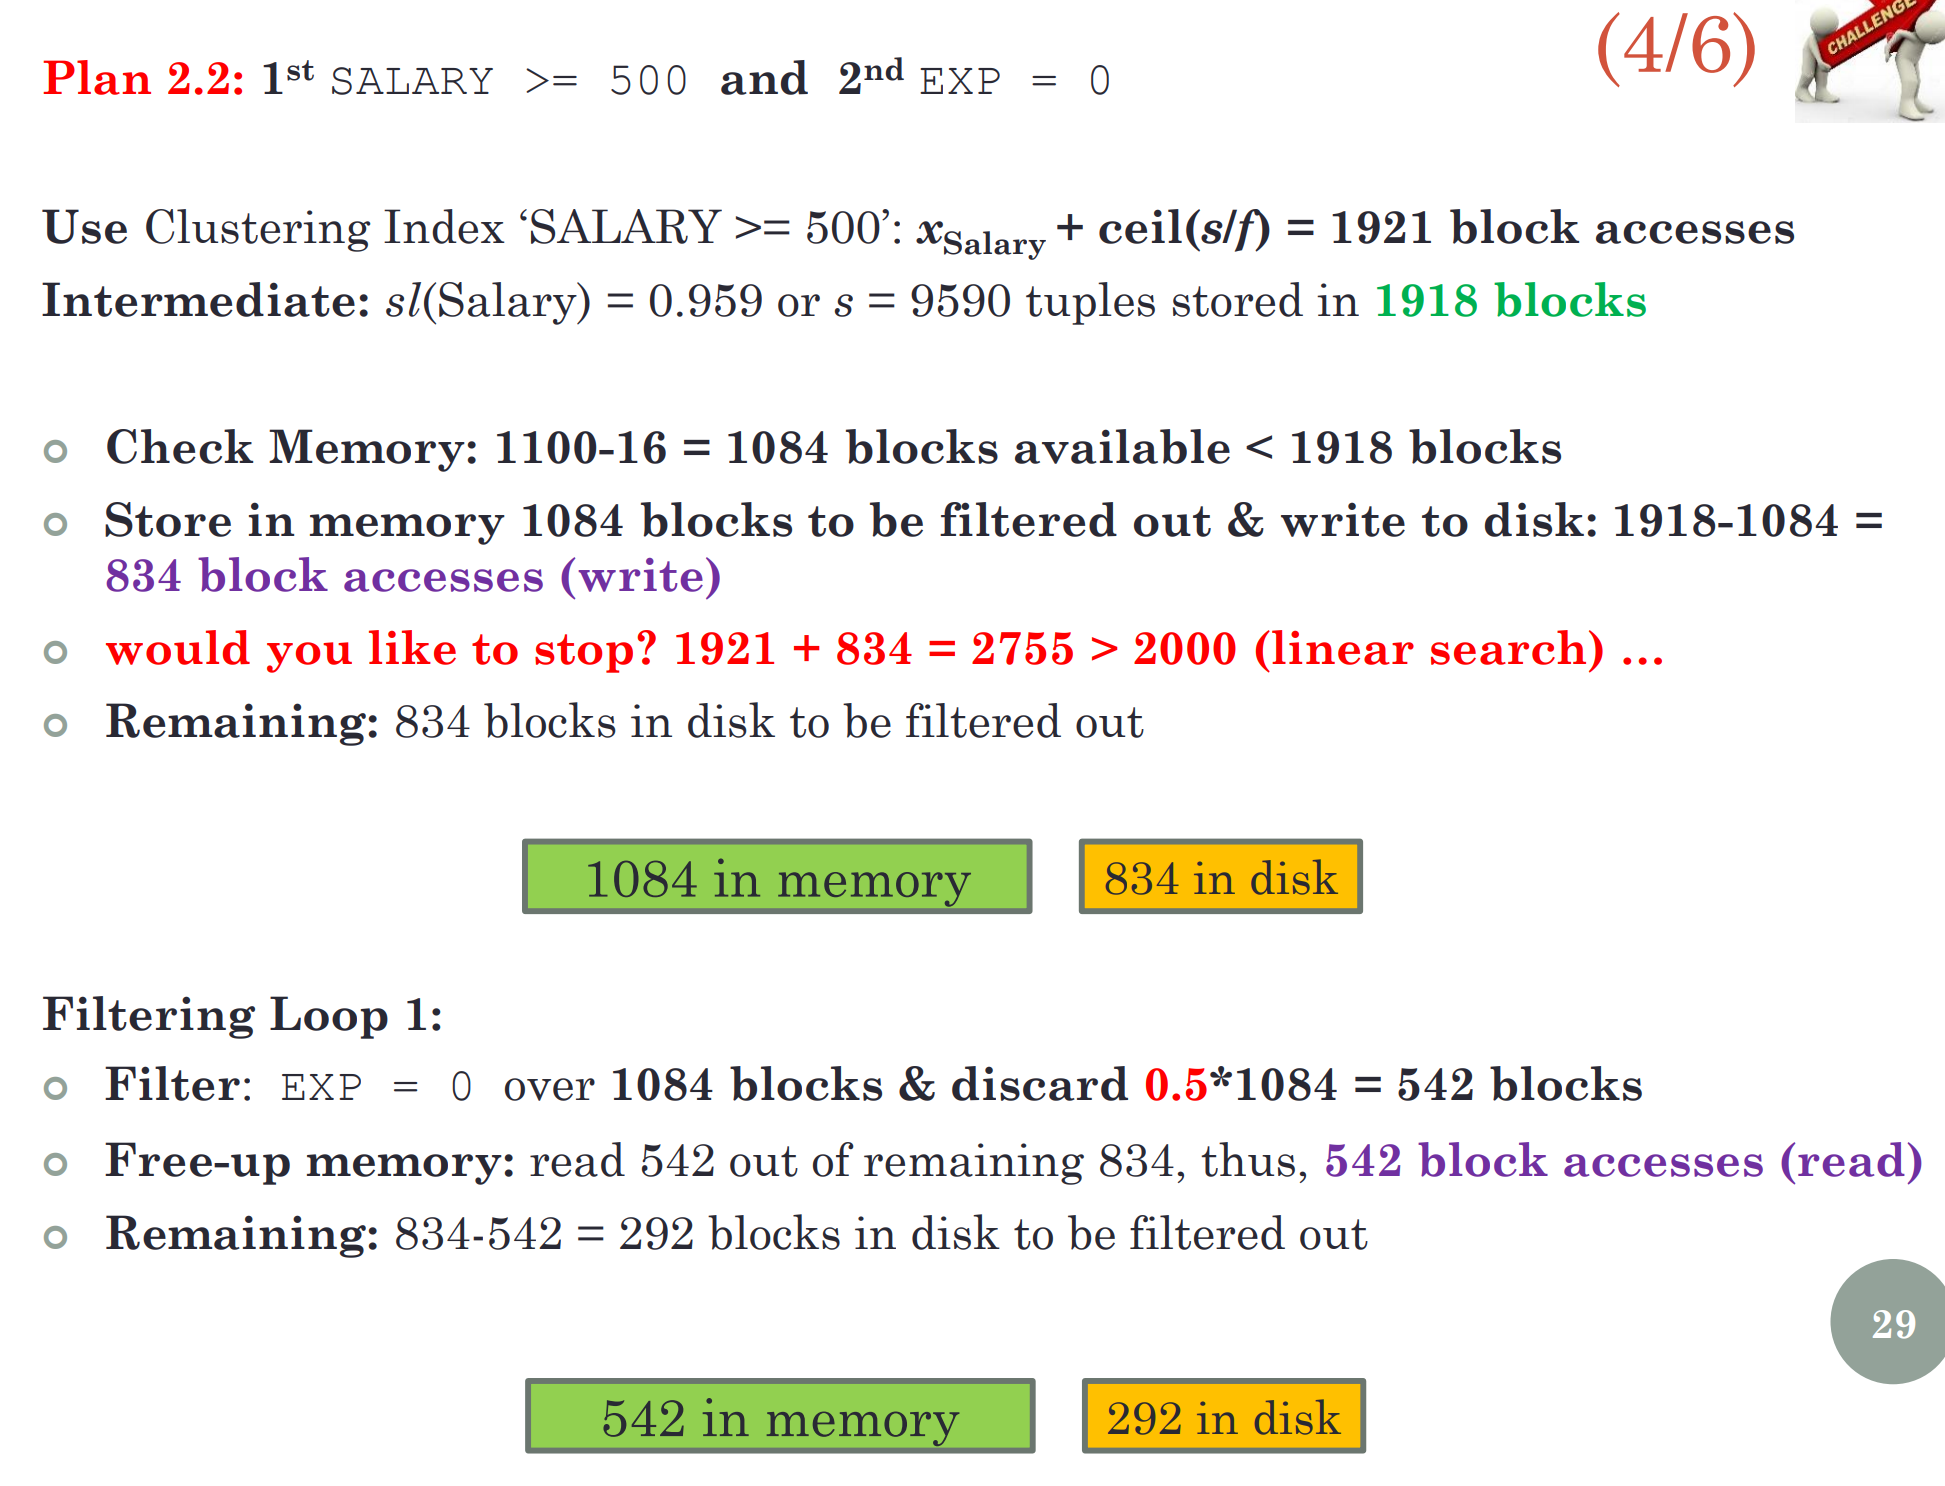 (4/6)
CHALLENGE
Plan 2.2: 1st SALARY >= 500 and 2nd EXP = 0
Use Clustering Index ‘SALARY >= 500’: xSalary + ceil(s/f) = 1921 block accesses
Intermediate: sl(Salary) = 0.959 or s = 9590 tuples stored in 1918 blocks
Check Memory: 1100-16 = 1084 blocks available < 1918 blocks
Store in memory 1084 blocks to be filtered out & write to disk: 1918-1084 =
834 block accesses (write)
would you like to stop? 1921 + 834 = 2755 > 2000 (linear search) ...
Remaining: 834 blocks in disk to be filtered out
1084 in memory
834 in disk
Filtering Loop 1:
Filter: EXP = 0 over 1084 blocks & discard 0.5*1084 = 542 blocks
Free-up memory: read 542 out of remaining 834, thus, 542 block accesses (read)
Remaining: 834-542 = 292 blocks in disk to be filtered out
29
542 in memory
292 in disk